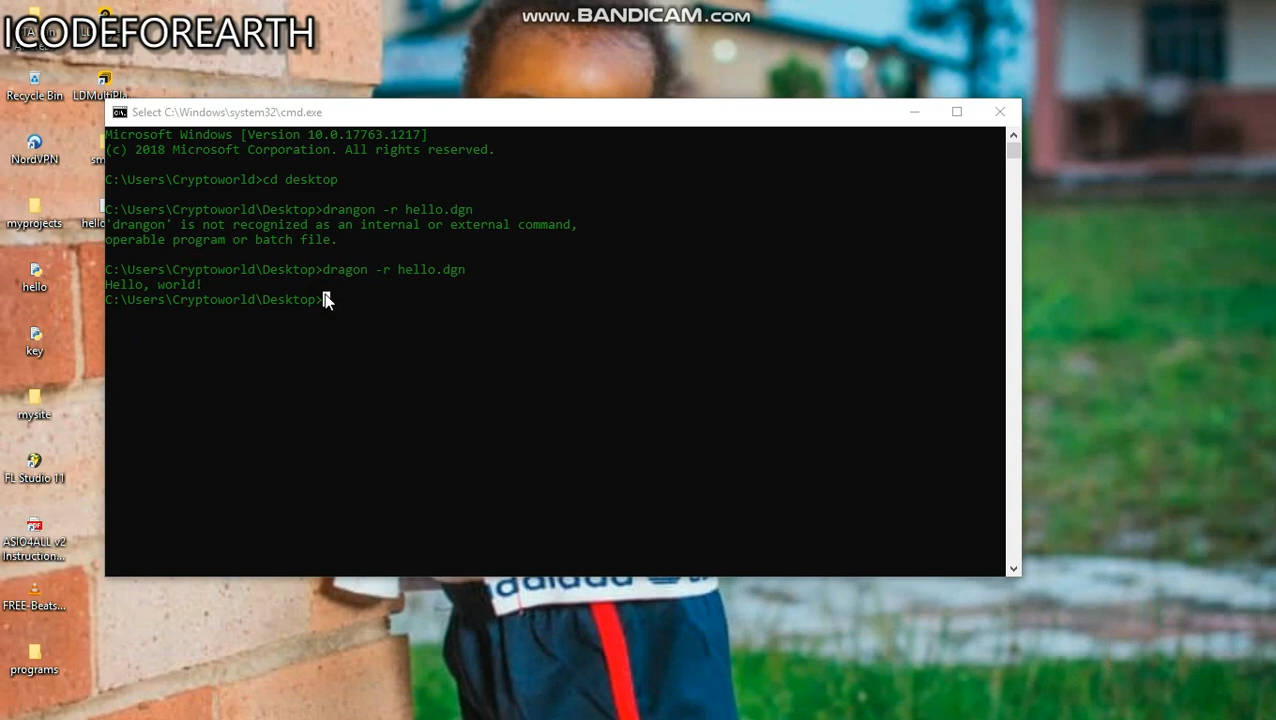 ICODEFOREARTH
www.BANDICAM.com
Recycle Bin
LDMultiPla...
NordVPN
sm
myprojects
hello
hello
key
mysite
FL Studio 11
ASIO4ALL v2
Instruction...
FREE-Beats...
programs
Select C:\Windows\system32\cmd.exe
Microsoft Windows [Version 10.0.17763.1217]
(c) 2018 Microsoft Corporation. All rights reserved.
C:\Users\Cryptoworld>cd desktop
C:\Users\Cryptoworld\Desktop>drangon -r hello.dgn
'drangon' is not recognized as an internal or external command,
operable program or batch file.
C:\Users\Cryptoworld\Desktop>dragon -r hello.dgn
Hello, world!
C:\Users\Cryptoworld\Desktop>